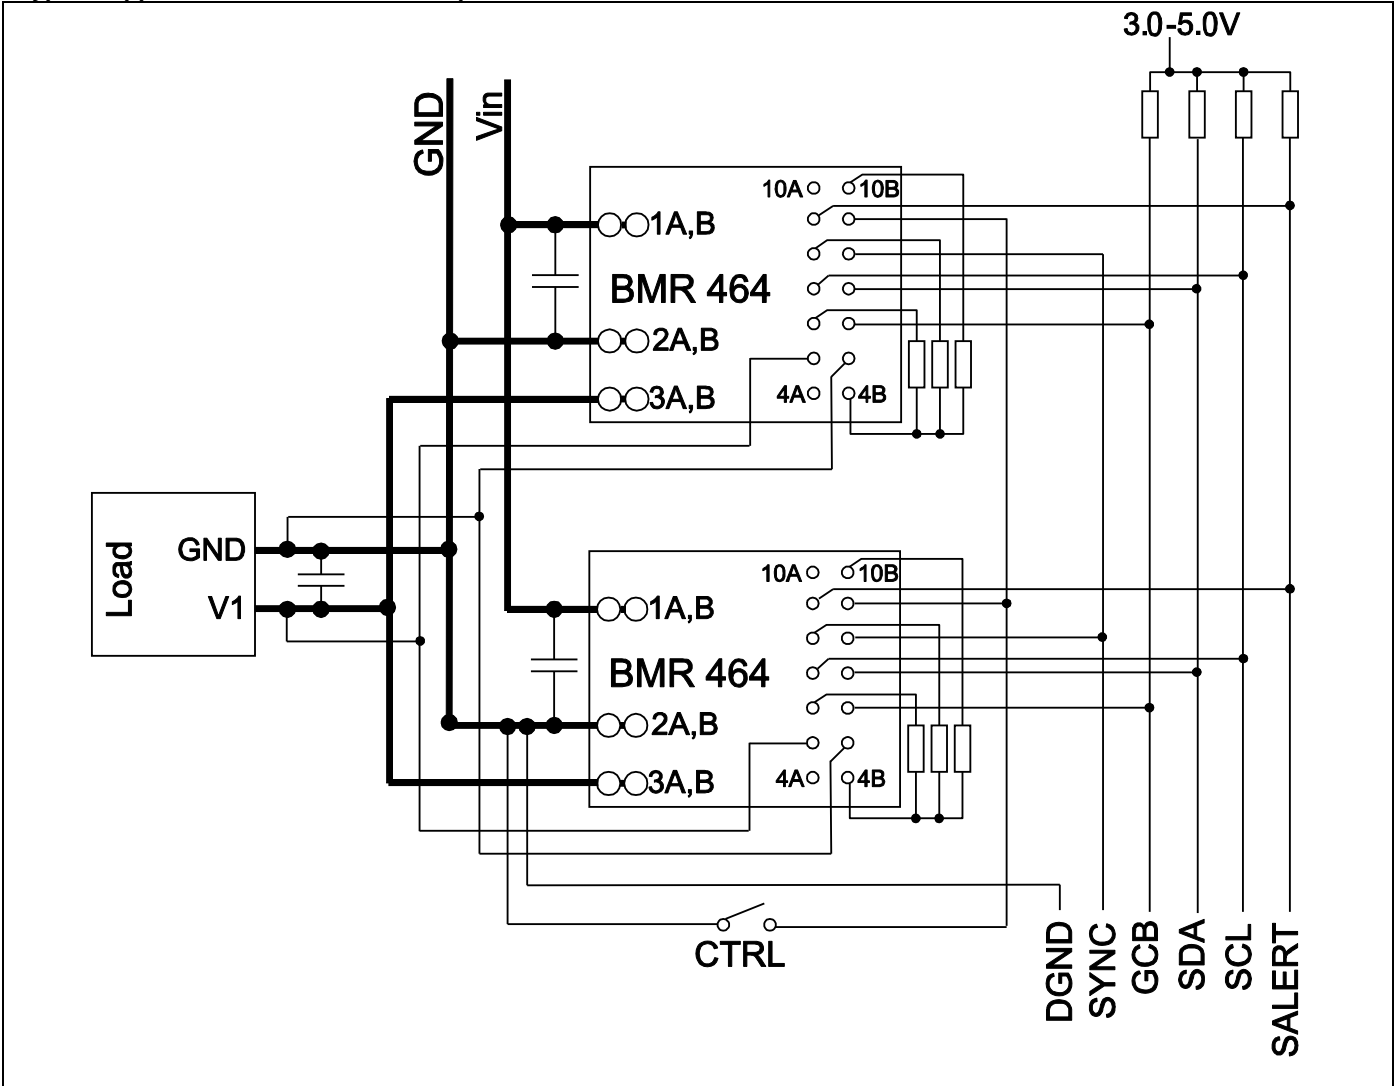 3.0-5.0V
GND
Vin
10A
10B
1A,B
BMR 464
2A,B
3A,B
4A
4B
Load
GND
V1
10A
10B
1A,B
BMR 464
2A,B
3A,B
4A
4B
CTRL
DGND
SYNC
GCB
SDA
SCL
SALERT